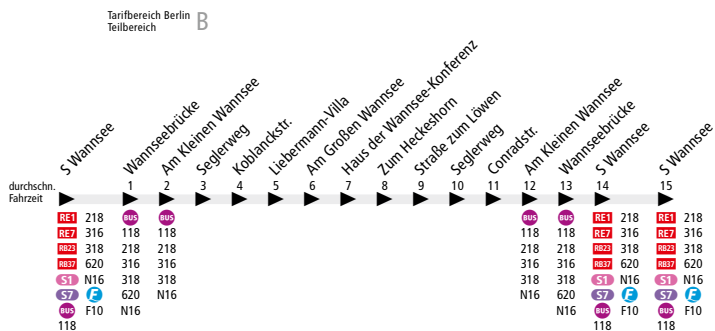 Tarifbereich Berlin
Teilbereich B
S Wannsee
Wannseebrücke
Am Kleinen Wannsee
Seglerweg
Koblanckstr.
Liebermann-Villa
Am Großen Wannsee
Haus der Wannsee-Konferenz
Zum Heckeshorn
Straße zum Löwen
Seglerweg
Conradstr.
Am Kleinen Wannsee
Wannseebrücke
S Wannsee
S Wannsee
durchschn. 1 2 3 4 5 6 7 8 9 10 11 12 13 14 15
Fahrzeit
RE1 218 BUS BUS BUS BUS RE1 218 RE1 218
RE7 316 118 118 118 118 RE7 316 RE7 316
RB23 318 218 218 218 218 RB23 318 RB23 318
RB37 620 316 316 316 316 RB37 620 RB37 620
S1 N16 318 318 318 318 S1 N16 S1 N16
S7 F 620 N16 N16 620 S7 F S7 F
BUS F10 N16 N16 BUS F10 BUS F10
118 118 118